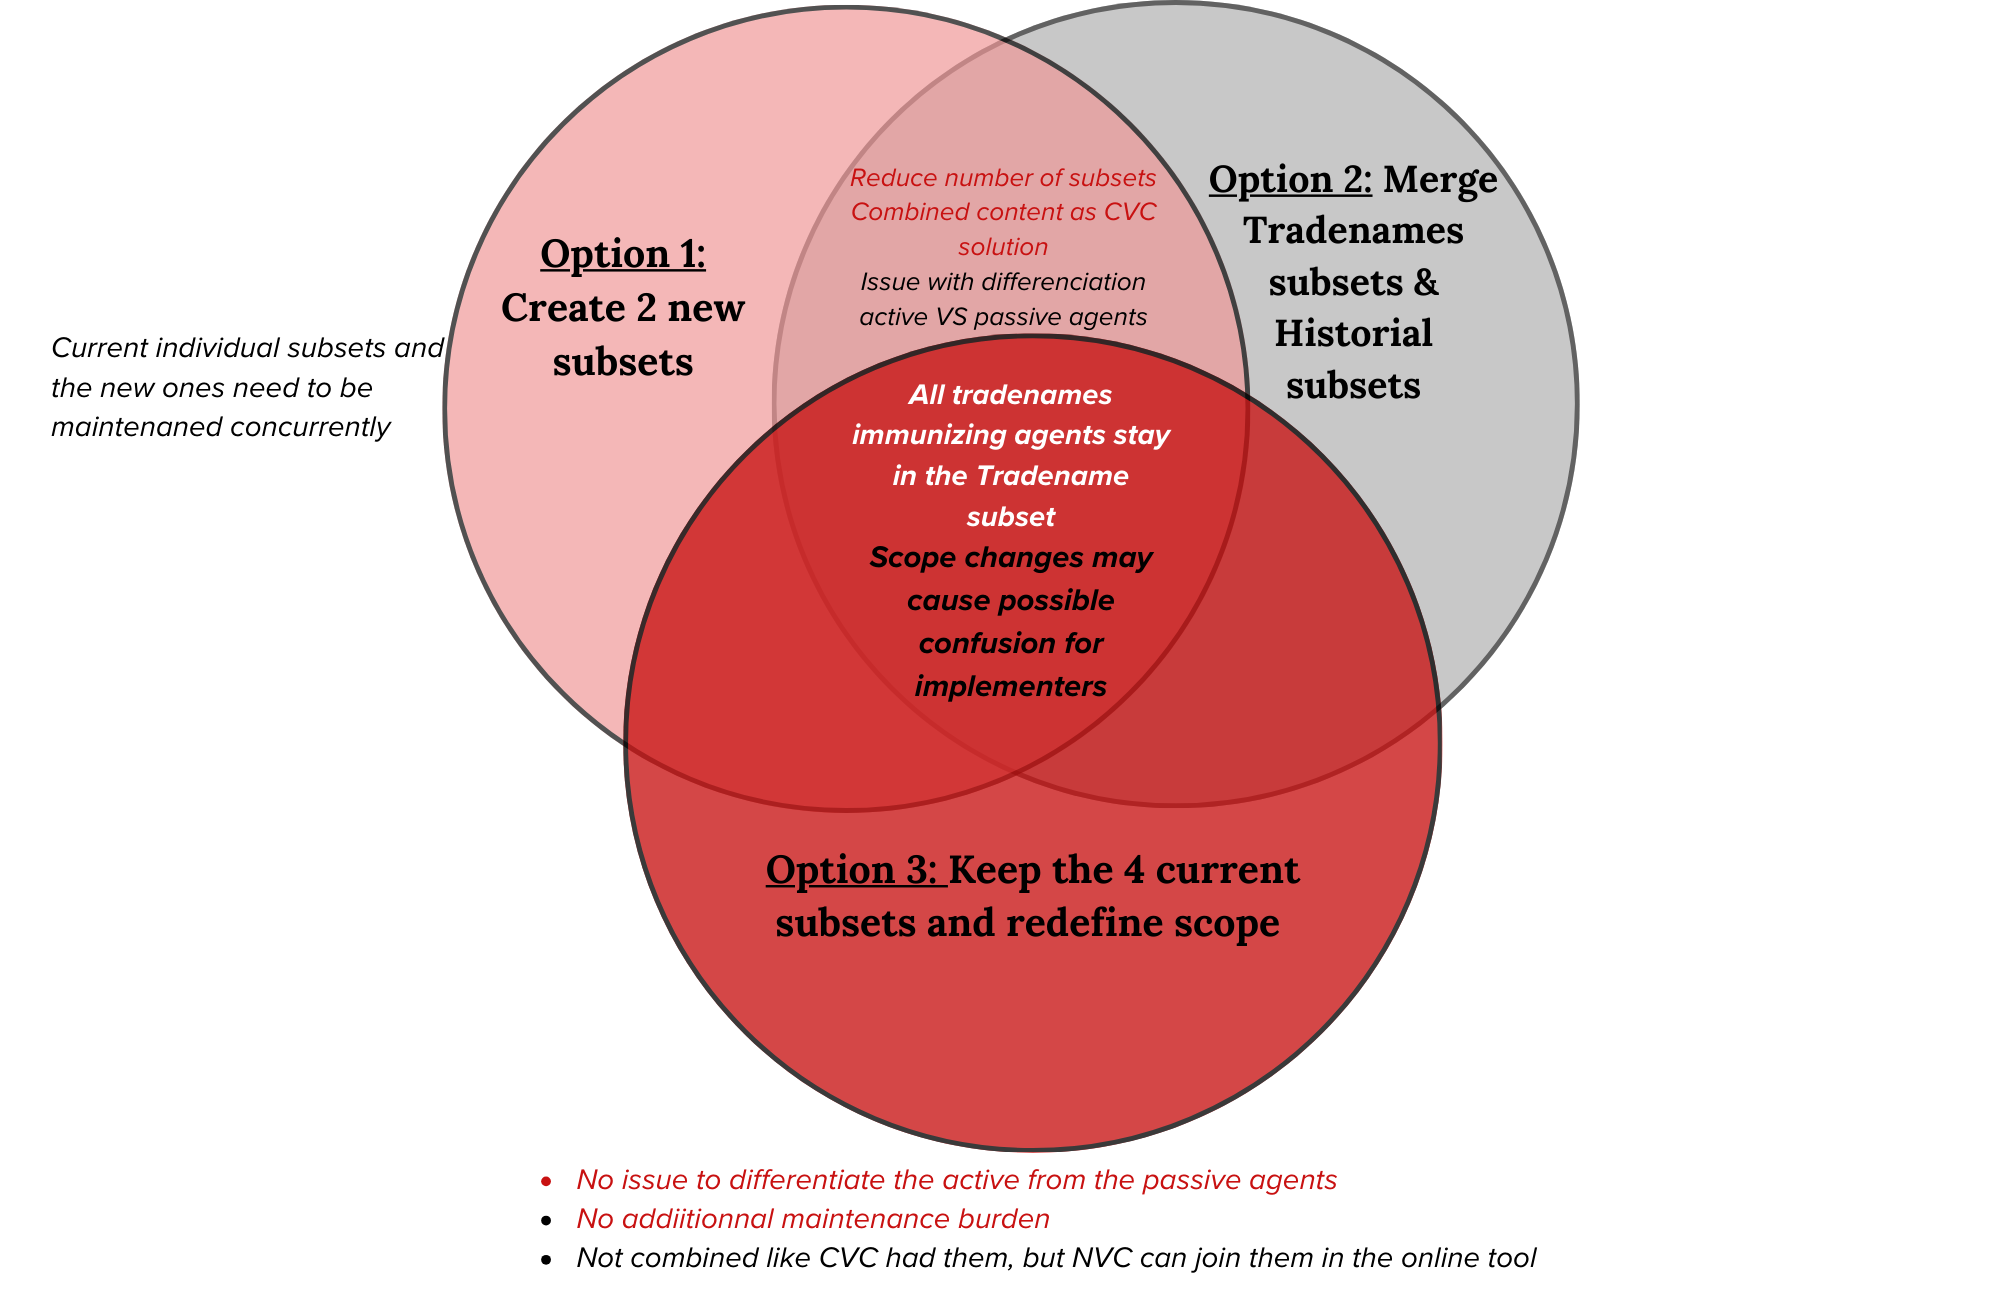 Reduce number of subsets
Combined content as CVC
solution
Issue with differenciation
active VS passive agents
Option 1:
Create 2 new
subsets
Option 2: Merge
Tradenames
subsets &
Historial
subsets
Current individual subsets and
the new ones need to be
maintenaned concurrently
All tradenames
immunizing agents stay
in the Tradename
subset
Scope changes may
cause possible
confusion for
implementers
Option 3: Keep the 4 current
subsets and redefine scope
• No issue to differentiate the active from the passive agents
• No addiitionnal maintenance burden
• Not combined like CVC had them, but NVC can join them in the online tool